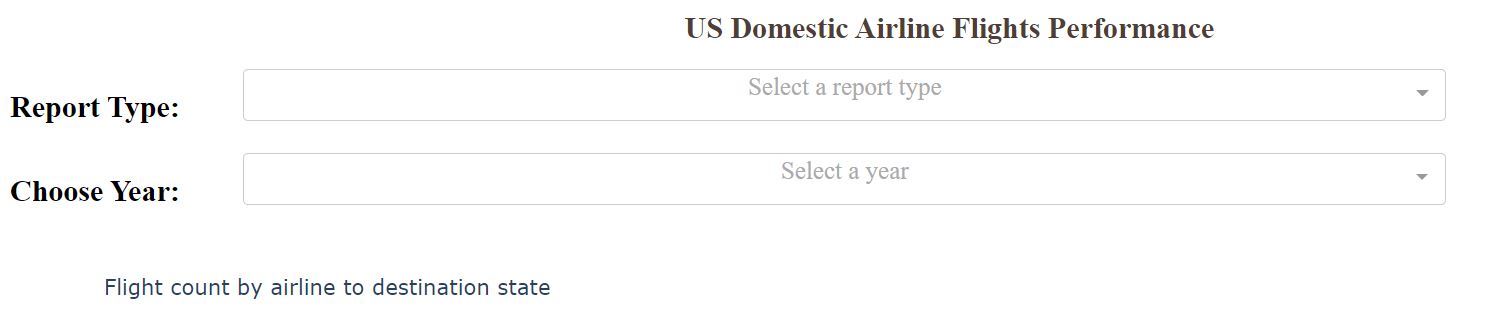 US Domestic Airline Flights Performance
Select a report type
Report Type:
Select a year
Choose Year:
Flight count by airline to destination state